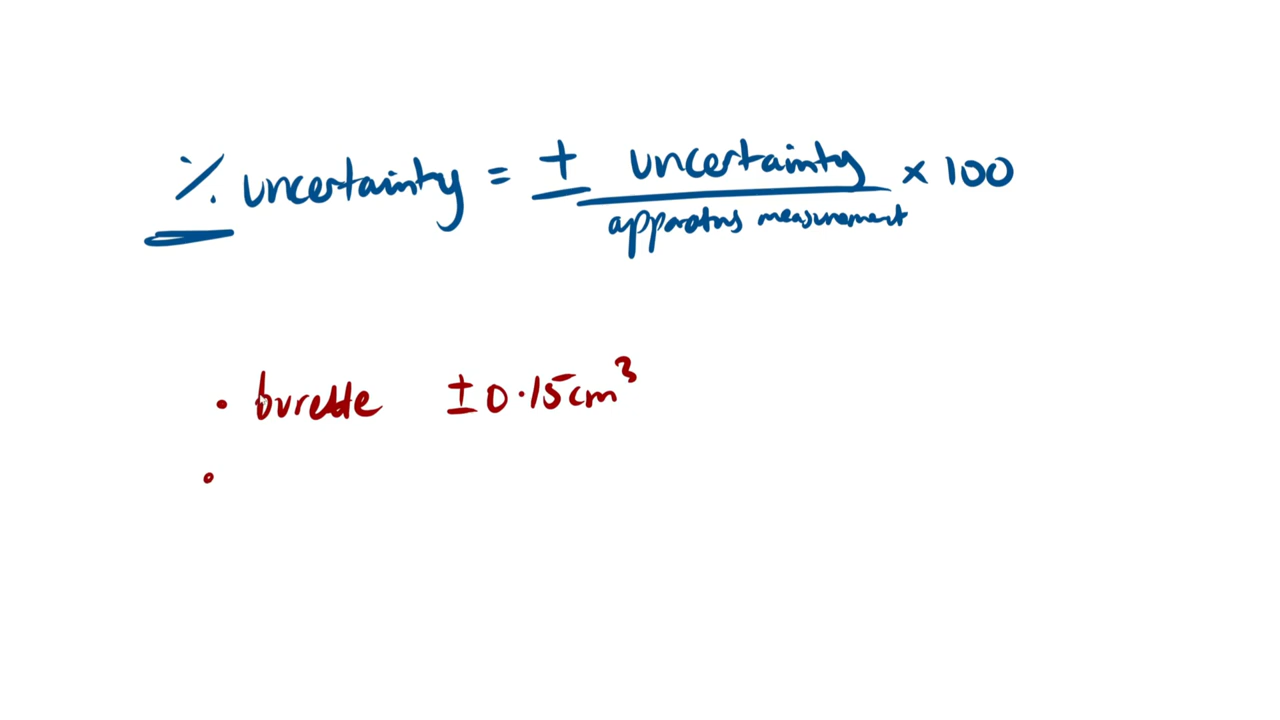 % uncertainty = ± uncertainty / apparatus measurement × 100
• burette ± 0.15cm³
•